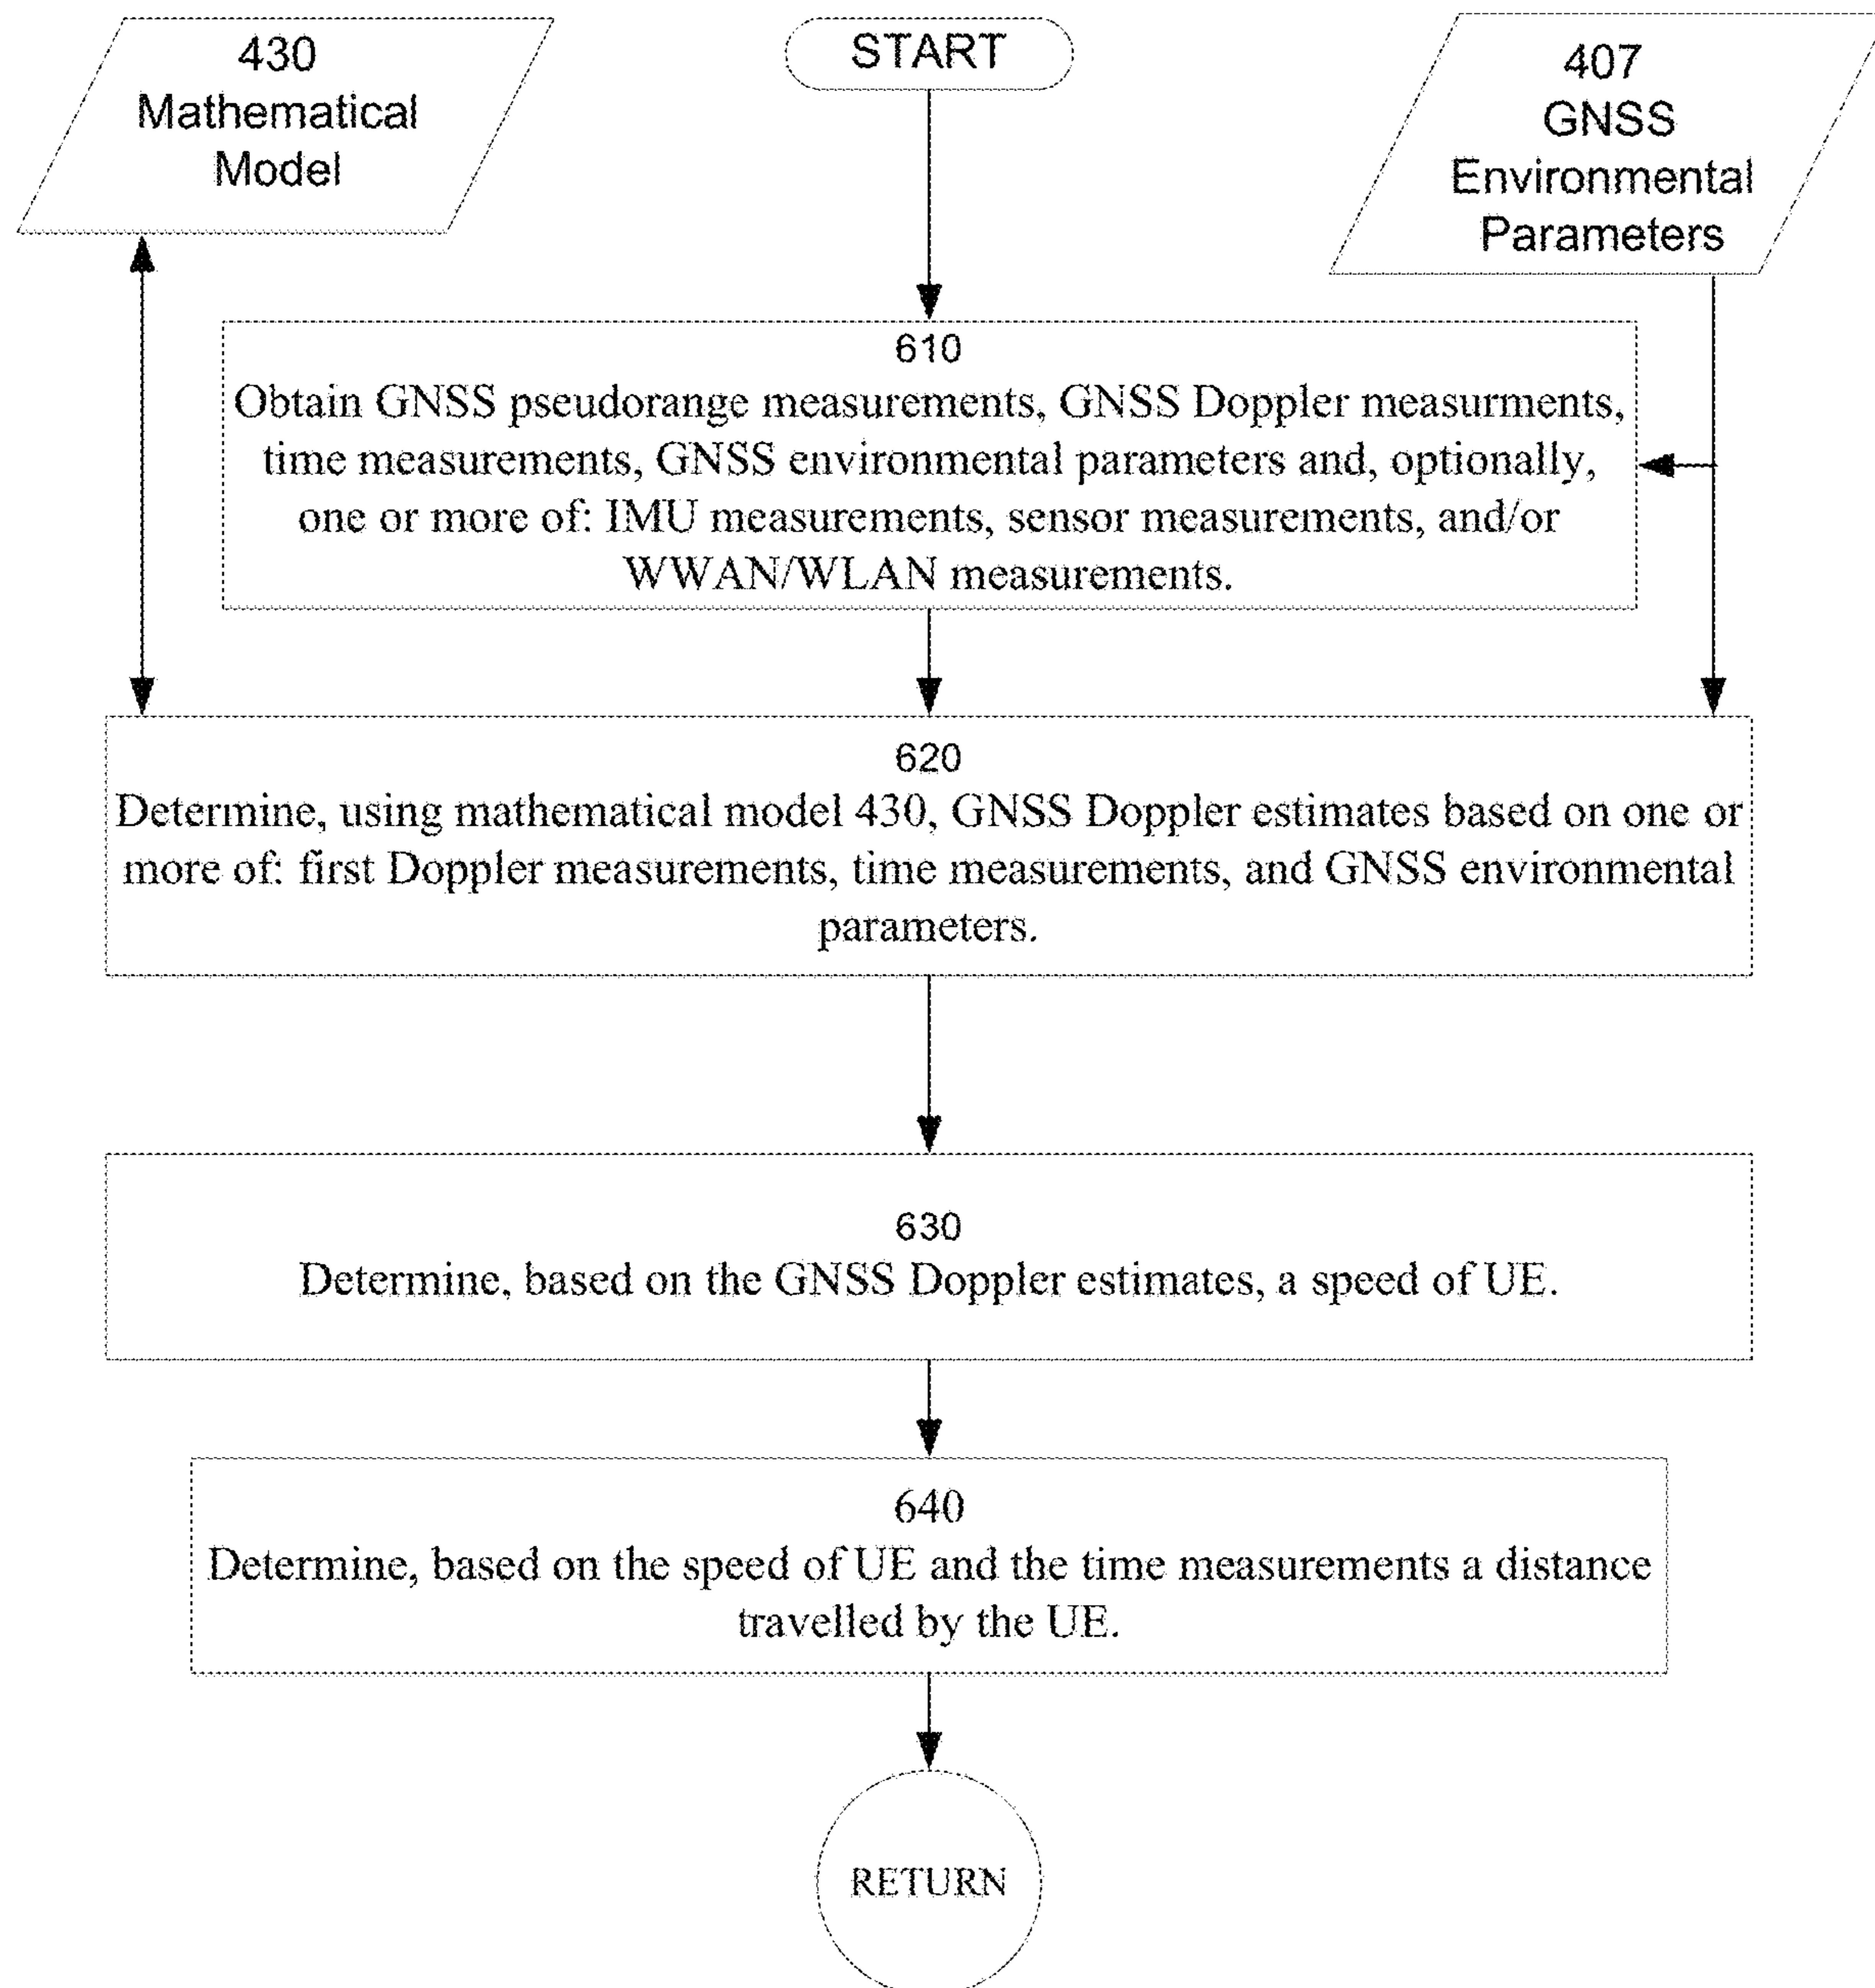 430
Mathematical
Model
START
407
GNSS
Environmental
Parameters
610
Obtain GNSS pseudorange measurements, GNSS Doppler measurments,
time measurements, GNSS environmental parameters and, optionally,
one or more of: IMU measurements, sensor measurements, and/or
WWAN/WLAN measurements.
620
Determine, using mathematical model 430, GNSS Doppler estimates based on one or
more of: first Doppler measurements, time measurements, and GNSS environmental
parameters.
630
Determine, based on the GNSS Doppler estimates, a speed of UE.
640
Determine, based on the speed of UE and the time measurements a distance
travelled by the UE.
RETURN